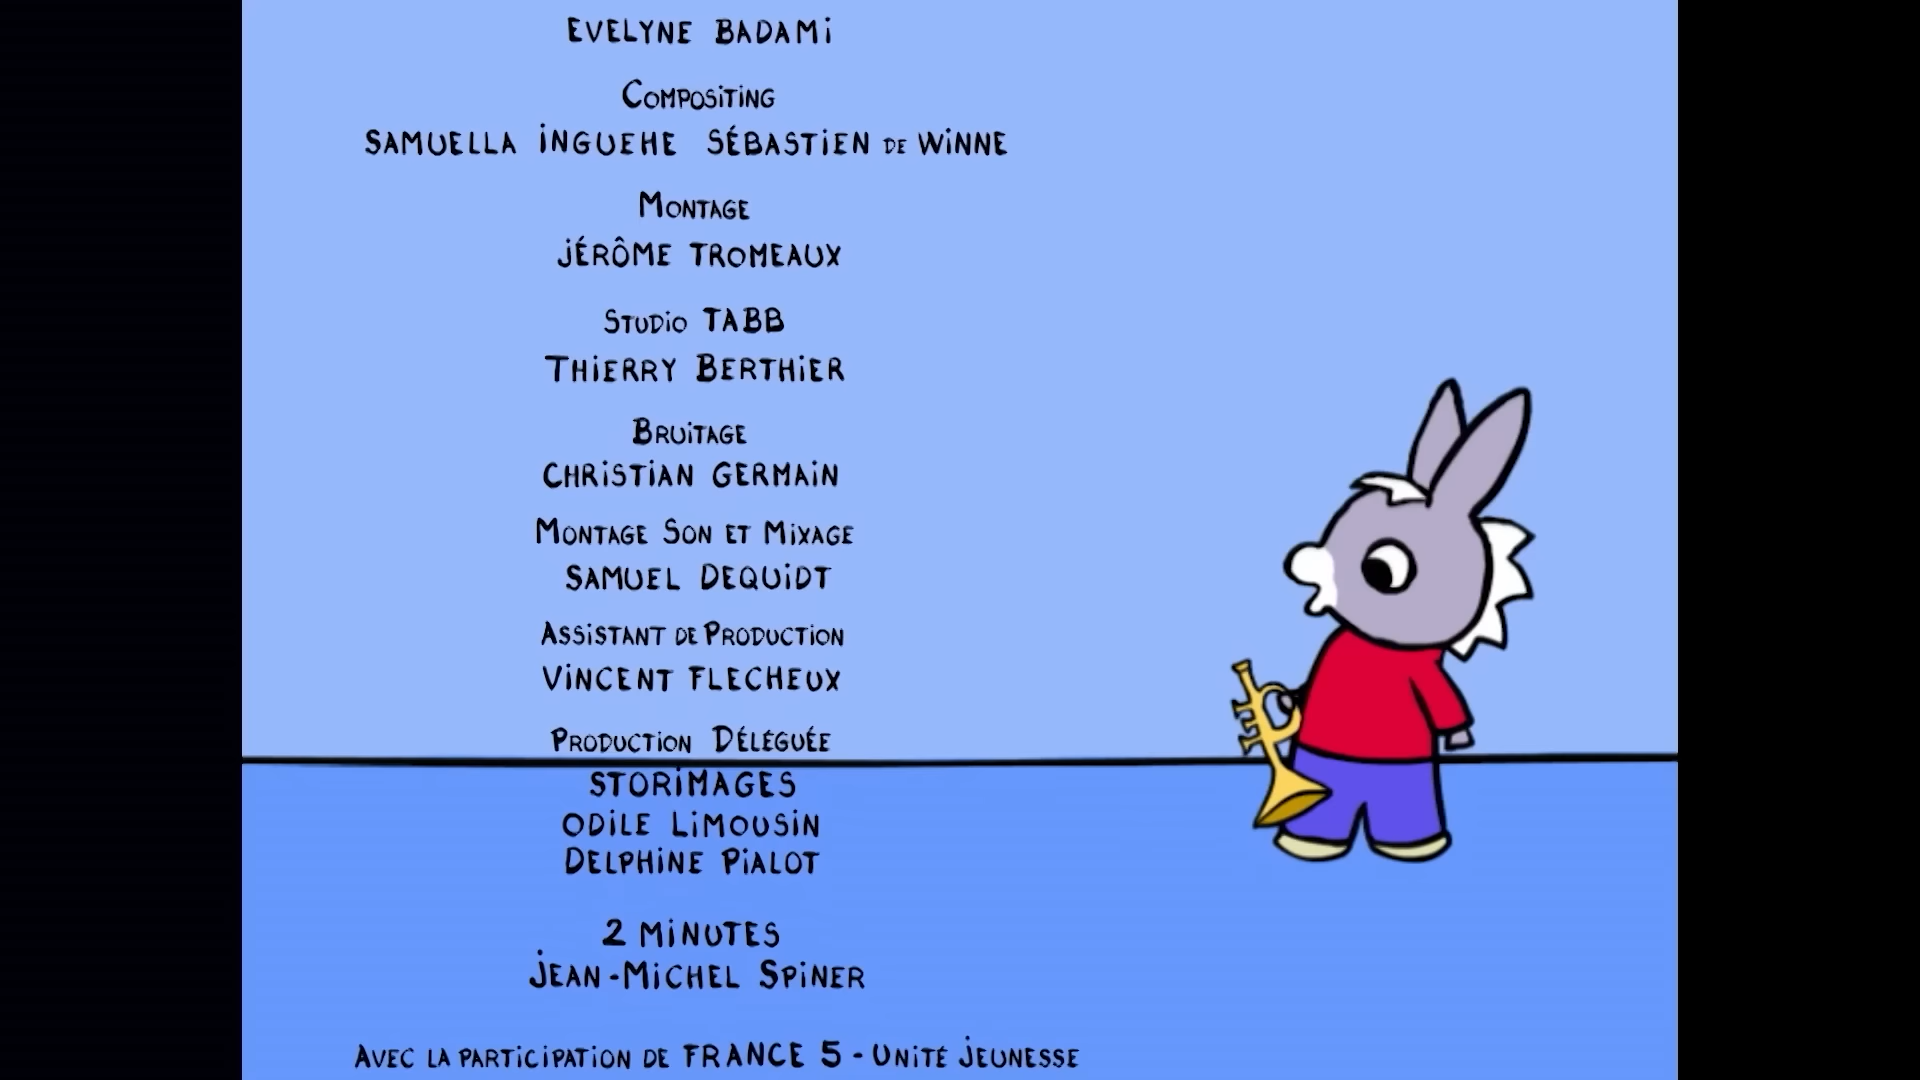 EVELYNE BADAMi
COMPOSiTiNG
SAMUELLA iNGUEHE SÉBASTiEN DE WiNNE
MONTAGE
JÉRÔME TROMEAUX
STUDiO TABB
THiERRY BERTHiER
BRUiTAGE
CHRiSTiAN GERMAiN
MONTAGE SON ET MiXAGE
SAMUEL DEQUiDT
ASSiSTANT DE PRODUCTiON
ViNCENT FLECHEUX
PRODUCTiON DÉLÉGUÉE
STORiMAGES
ODiLE LiMOUSiN
DELPHiNE PiALOT
2 MiNUTES
JEAN-MiCHEL SPiNER
AVEC LA PARTiCiPATiON DE FRANCE 5 - UNiTÉ JEUNESSE